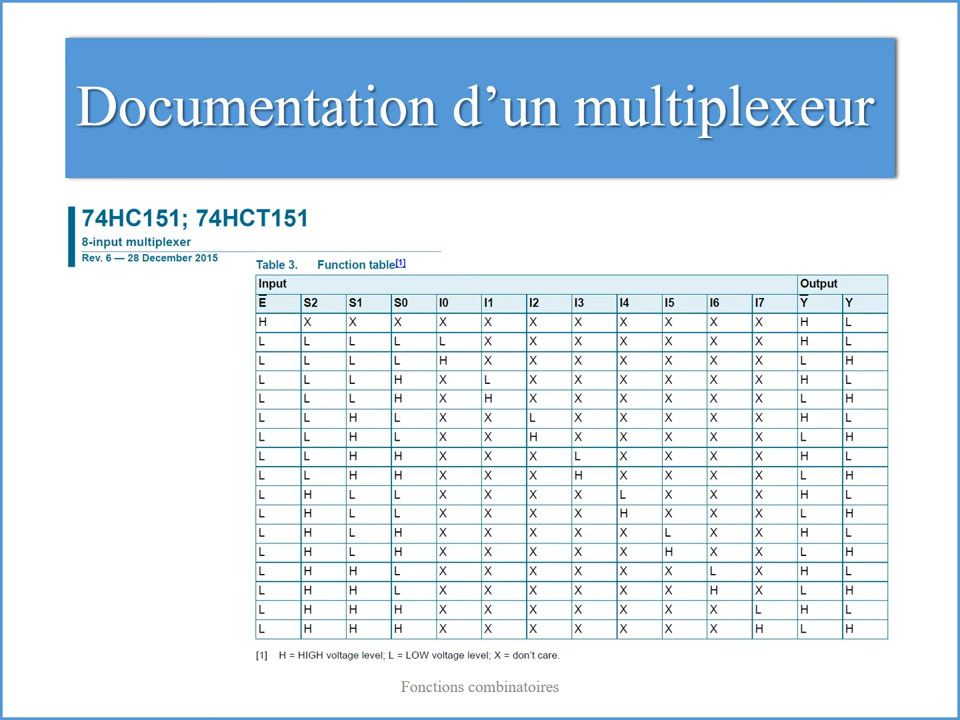 Documentation d’un multiplexeur
74HC151; 74HCT151
8-input multiplexer
Rev. 6 — 28 December 2015
Table 3. Function table[1]
Input Output
E̅ S2 S1 S0 I0 I1 I2 I3 I4 I5 I6 I7 Y̅ Y
H X X X X X X X X X X X H L
L L L L L X X X X X X X H L
L L L L H X X X X X X X L H
L L L H X L X X X X X X H L
L L L H X H X X X X X X L H
L L H L X X L X X X X X H L
L L H L X X H X X X X X L H
L L H H X X X L X X X X H L
L L H H X X X H X X X X L H
L H L L X X X X L X X X H L
L H L L X X X X H X X X L H
L H L H X X X X X L X X H L
L H L H X X X X X H X X L H
L H H L X X X X X X L X H L
L H H L X X X X X X H X L H
L H H H X X X X X X X L H L
L H H H X X X X X X X H L H
[1] H = HIGH voltage level; L = LOW voltage level; X = don’t care.
Fonctions combinatoires